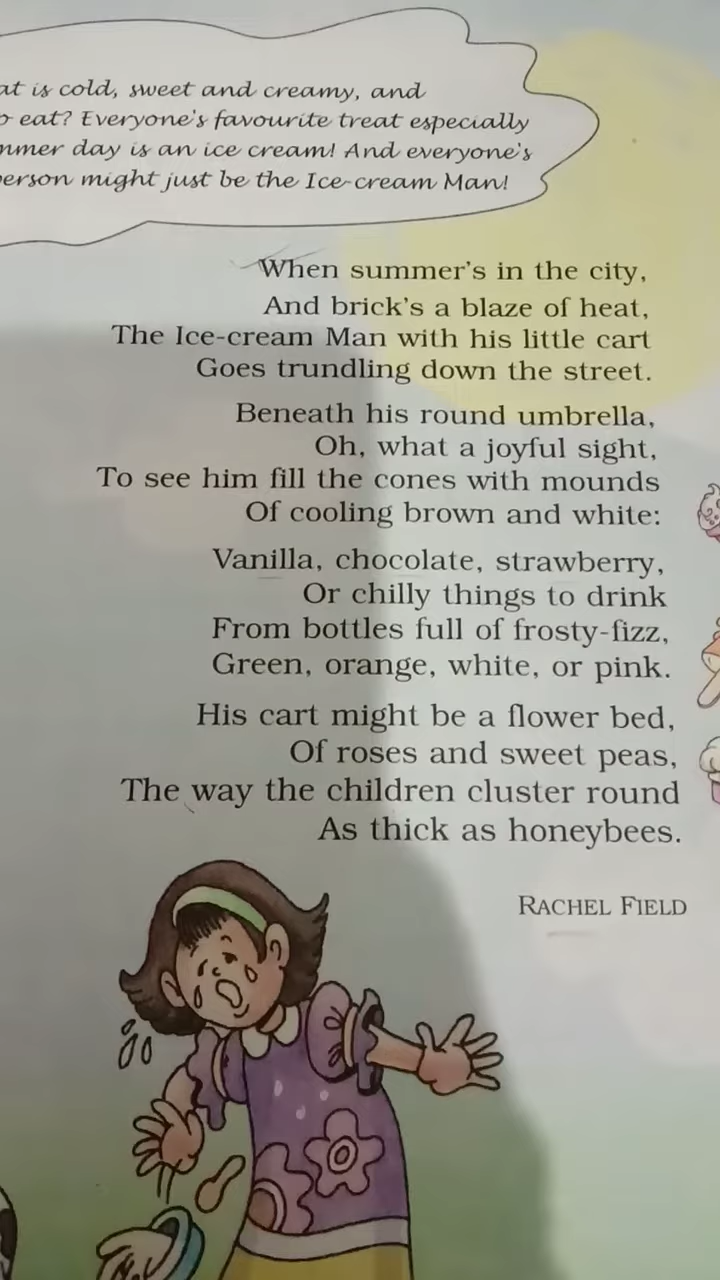 is cold, sweet and creamy, and
eat? Everyone's favourite treat especially
day is an ice cream! And everyone's
might just be the Ice-cream Man!
When summer's in the city,
And brick's a blaze of heat,
The Ice-cream Man with his little cart
Goes trundling down the street.
Beneath his round umbrella,
Oh, what a joyful sight,
To see him fill the cones with mounds
Of cooling brown and white:
Vanilla, chocolate, strawberry,
Or chilly things to drink
From bottles full of frosty-fizz,
Green, orange, white, or pink.
His cart might be a flower bed,
Of roses and sweet peas,
The way the children cluster round
As thick as honeybees.
RACHEL FIELD